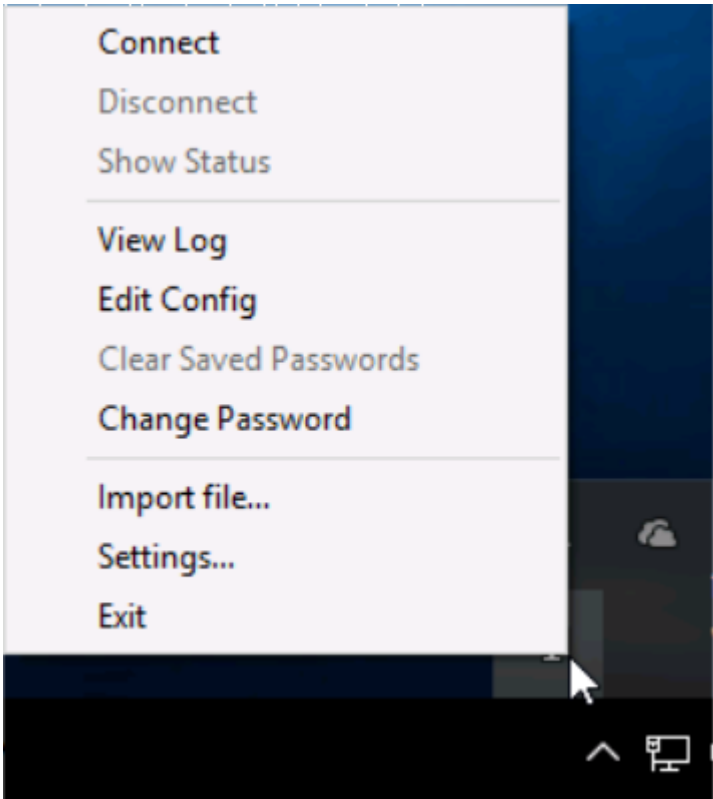 Connect
Disconnect
Show Status
View Log
Edit Config
Clear Saved Passwords
Change Password
Import file...
Settings...
Exit